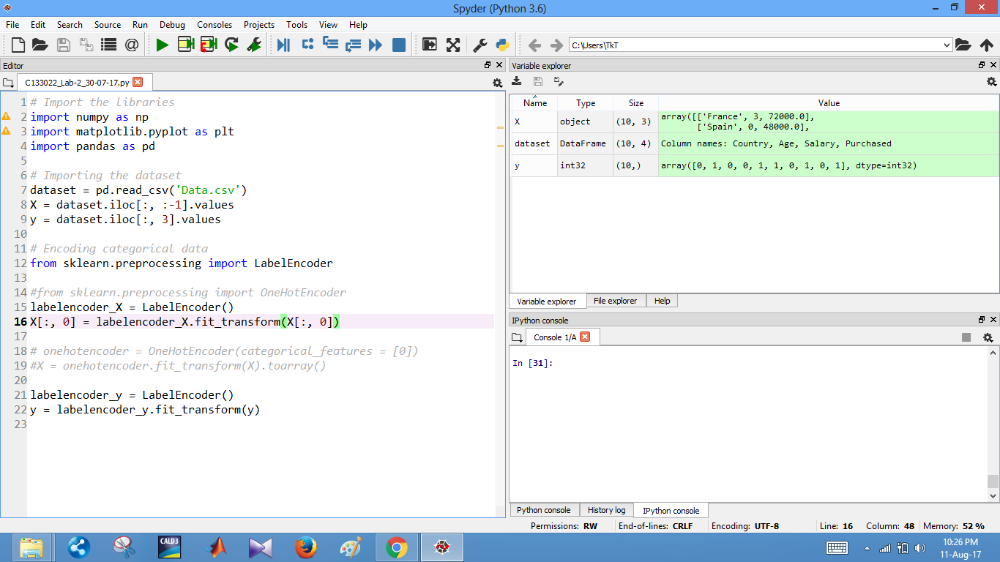 Spyder (Python 3.6)
File Edit Search Source Run Debug Consoles Projects Tools View Help
C:\Users\TkT
Editor
C133022_Lab-2_30-07-17.py
1 # Import the libraries
2 import numpy as np
3 import matplotlib.pyplot as plt
4 import pandas as pd
5
6 # Importing the dataset
7 dataset = pd.read_csv('Data.csv')
8 X = dataset.iloc[:, :-1].values
9 y = dataset.iloc[:, 3].values
10
11 # Encoding categorical data
12 from sklearn.preprocessing import LabelEncoder
13
14 #from sklearn.preprocessing import OneHotEncoder
15 labelencoder_X = LabelEncoder()
16 X[:, 0] = labelencoder_X.fit_transform(X[:, 0])
17
18 # onehotencoder = OneHotEncoder(categorical_features = [0])
19 #X = onehotencoder.fit_transform(X).toarray()
20
21 labelencoder_y = LabelEncoder()
22 y = labelencoder_y.fit_transform(y)
23
Variable explorer
Name Type Size Value
X object (10, 3) array([['France', 3, 72000.0],
['Spain', 0, 48000.0],
dataset DataFrame (10, 4) Column names: Country, Age, Salary, Purchased
y int32 (10,) array([0, 1, 0, 0, 1, 1, 0, 1, 0, 1], dtype=int32)
Variable explorer File explorer Help
IPython console
Console 1/A
In [31]:
Python console History log IPython console
Permissions: RW End-of-lines: CRLF Encoding: UTF-8 Line: 16 Column: 48 Memory: 52 %
CALD3
10:26 PM
11-Aug-17